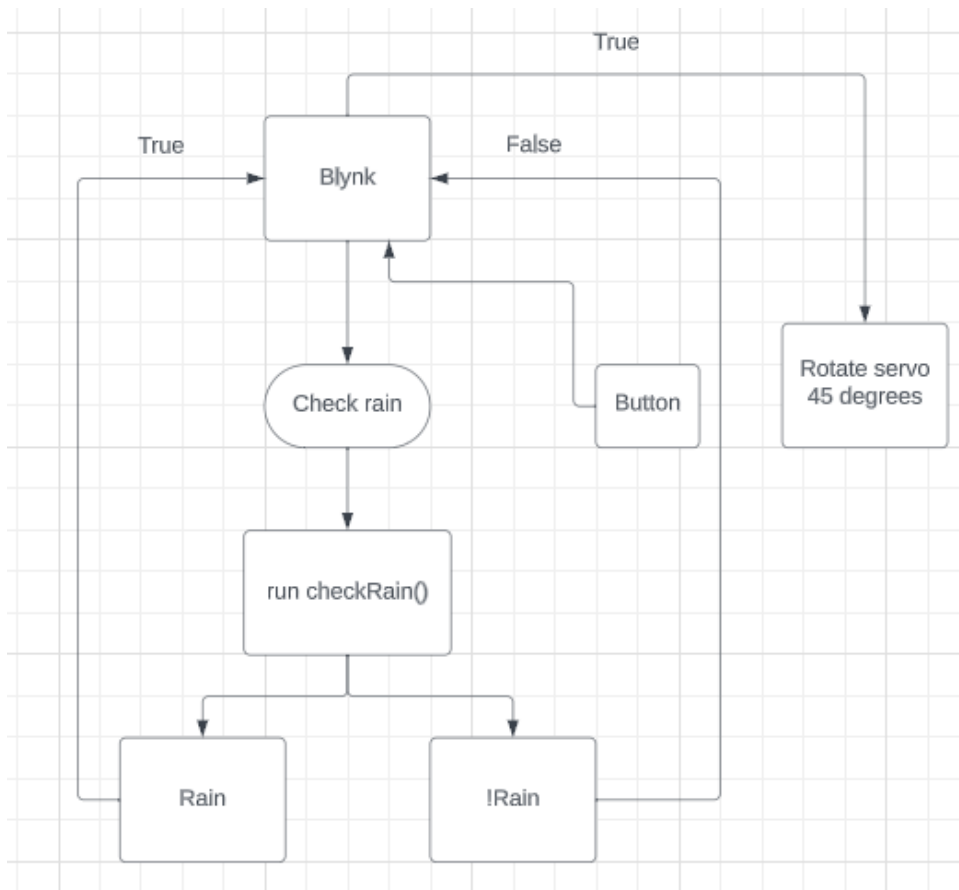 True
True
False
Blynk
Check rain
Button
Rotate servo
45 degrees
run checkRain()
Rain
!Rain